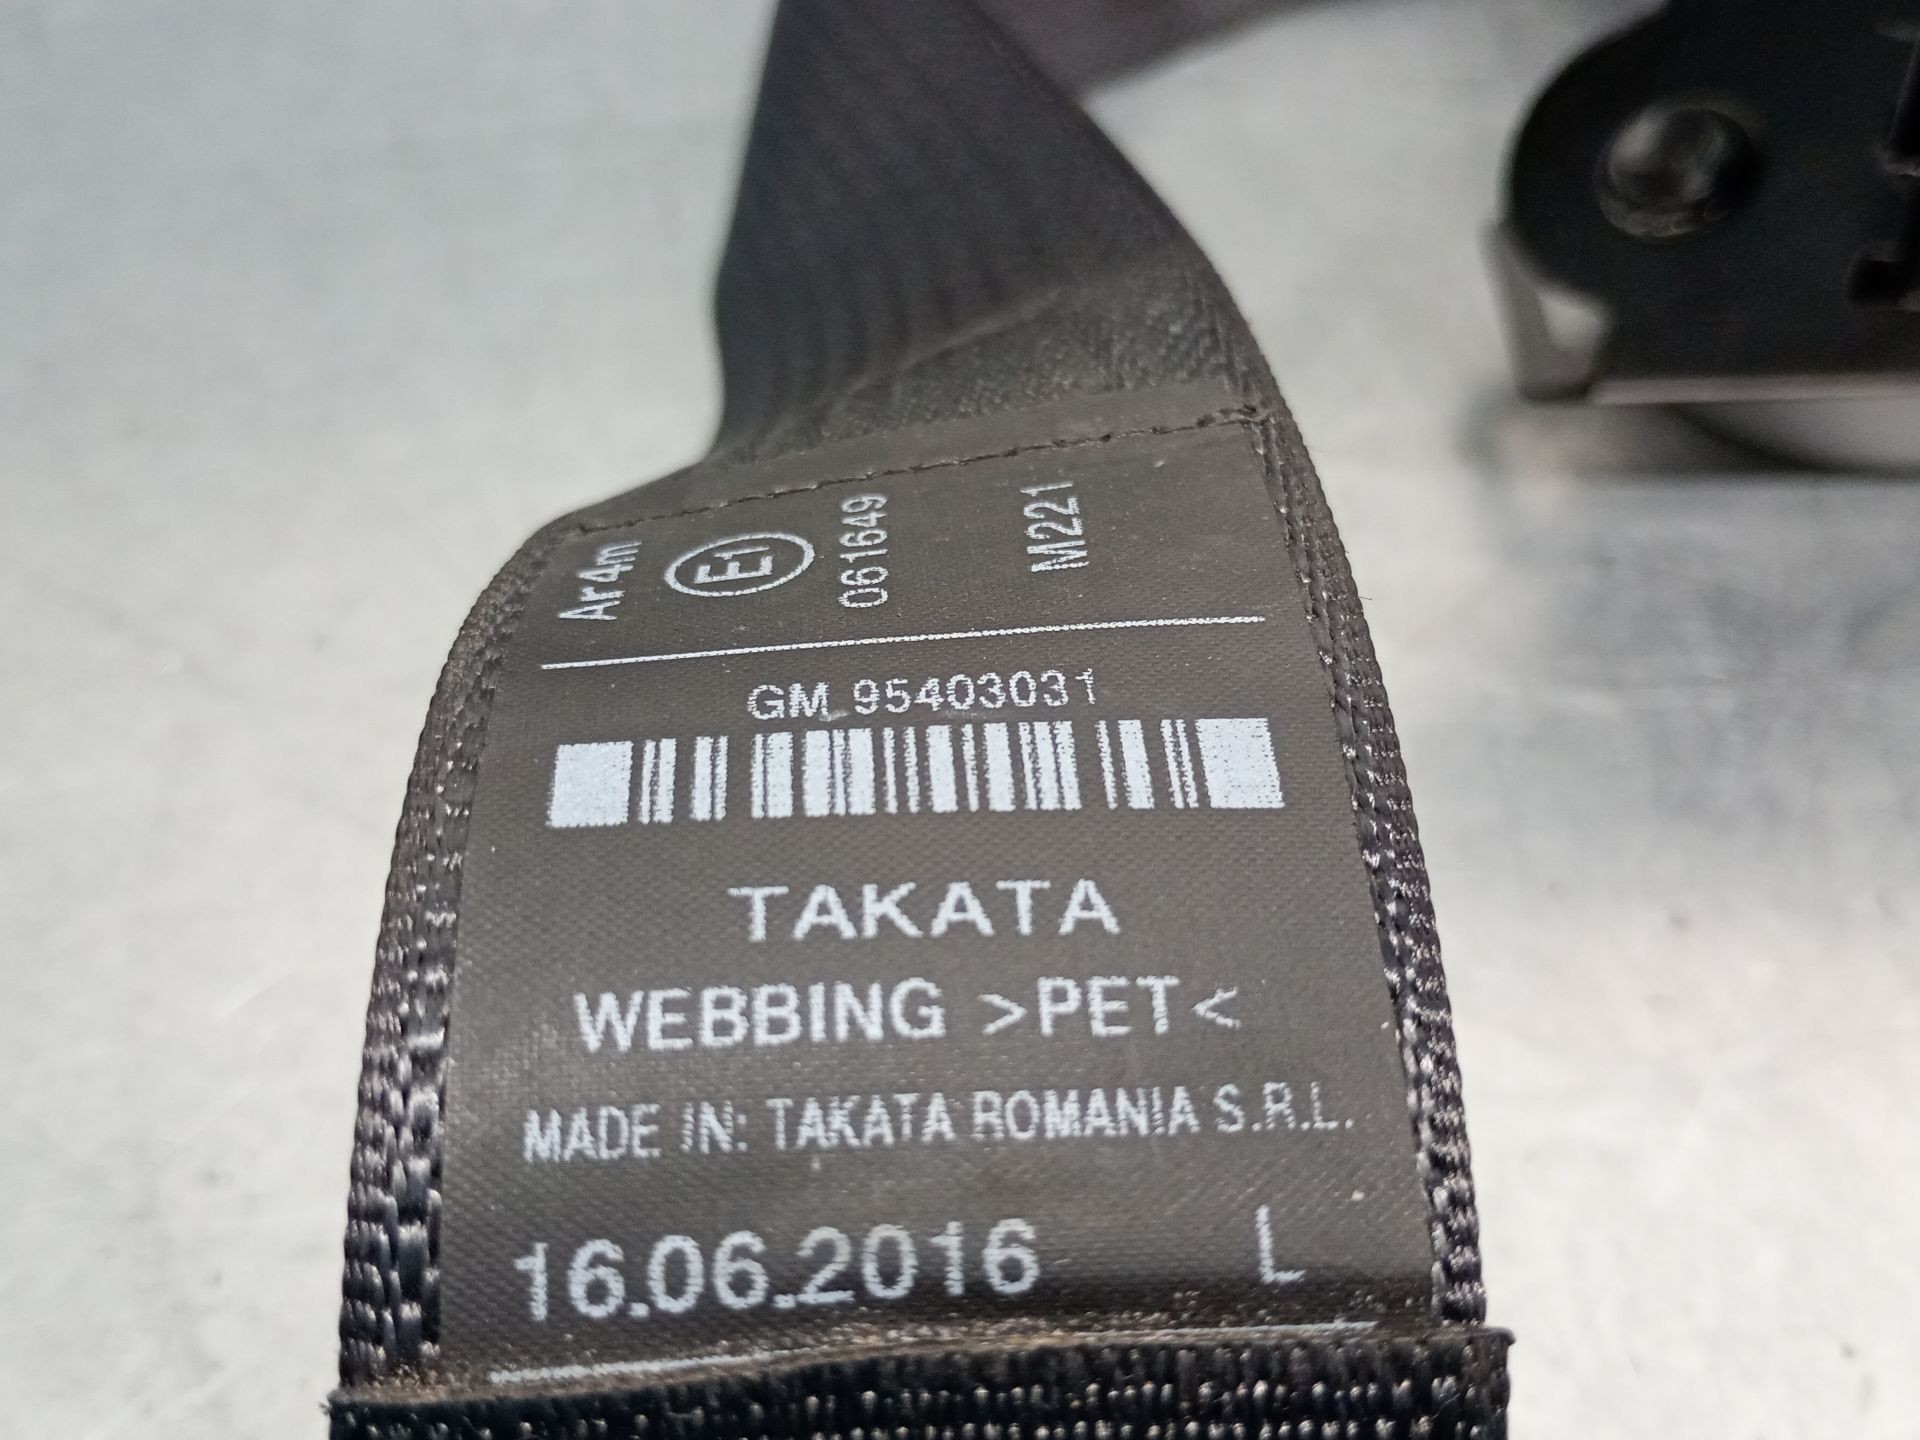 Ar4m
E1
061649
M221
GM 95403031
TAKATA
WEBBING >PET<
MADE IN: TAKATA ROMANIA S.R.L.
16.06.2016 L